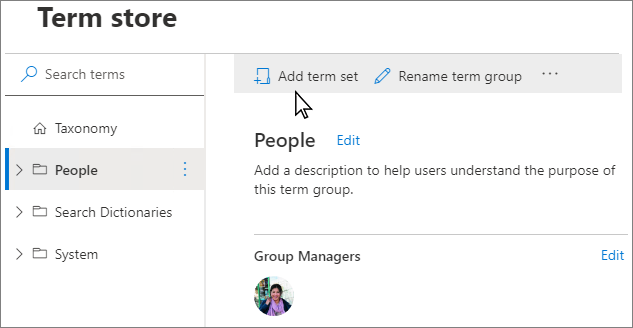 Term store
Search terms
Add term set
Rename term group
...
Taxonomy
People
Search Dictionaries
System
People
Edit
Add a description to help users understand the purpose of
this term group.
Group Managers
Edit